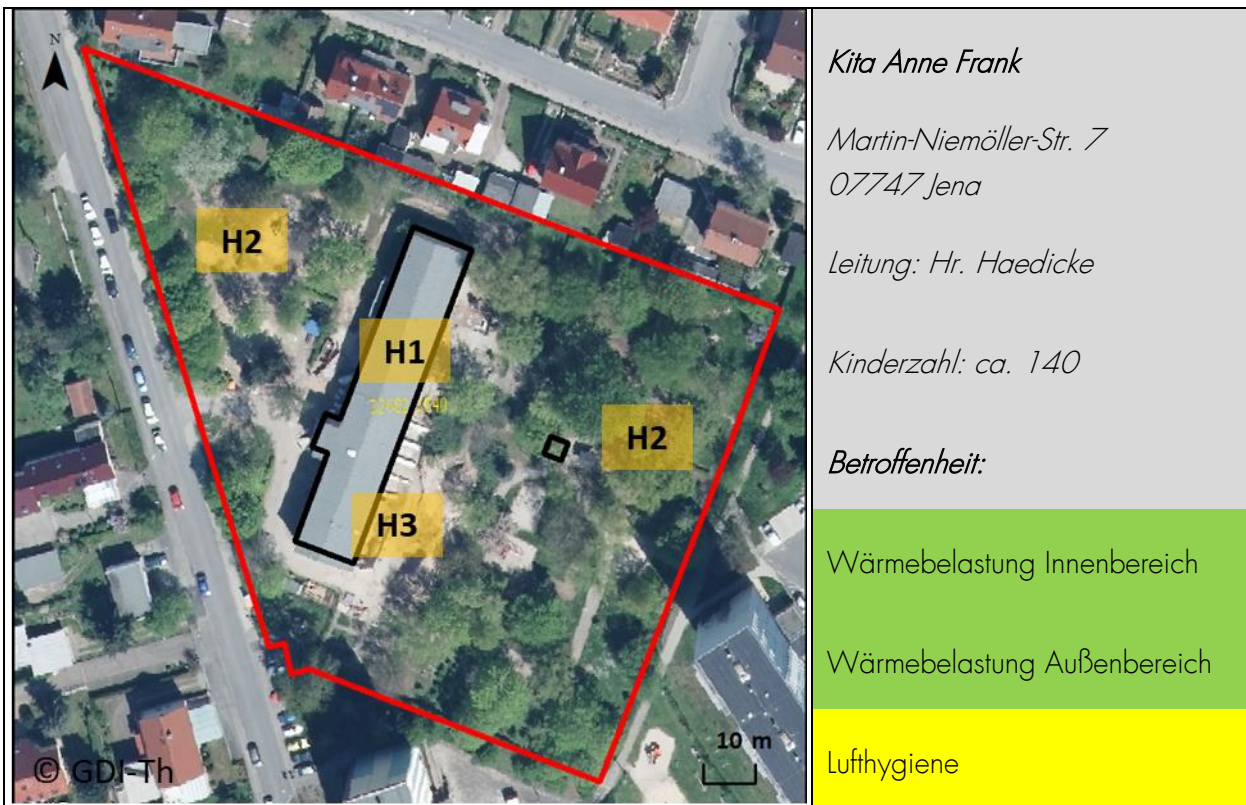 N
H2
H1
H2
H3
10 m
© GDI-Th
Kita Anne Frank
Martin-Niemöller-Str. 7
07747 Jena
Leitung: Hr. Haedicke
Kinderzahl: ca. 140
Betroffenheit:
Wärmebelastung Innenbereich
Wärmebelastung Außenbereich
Lufthygiene